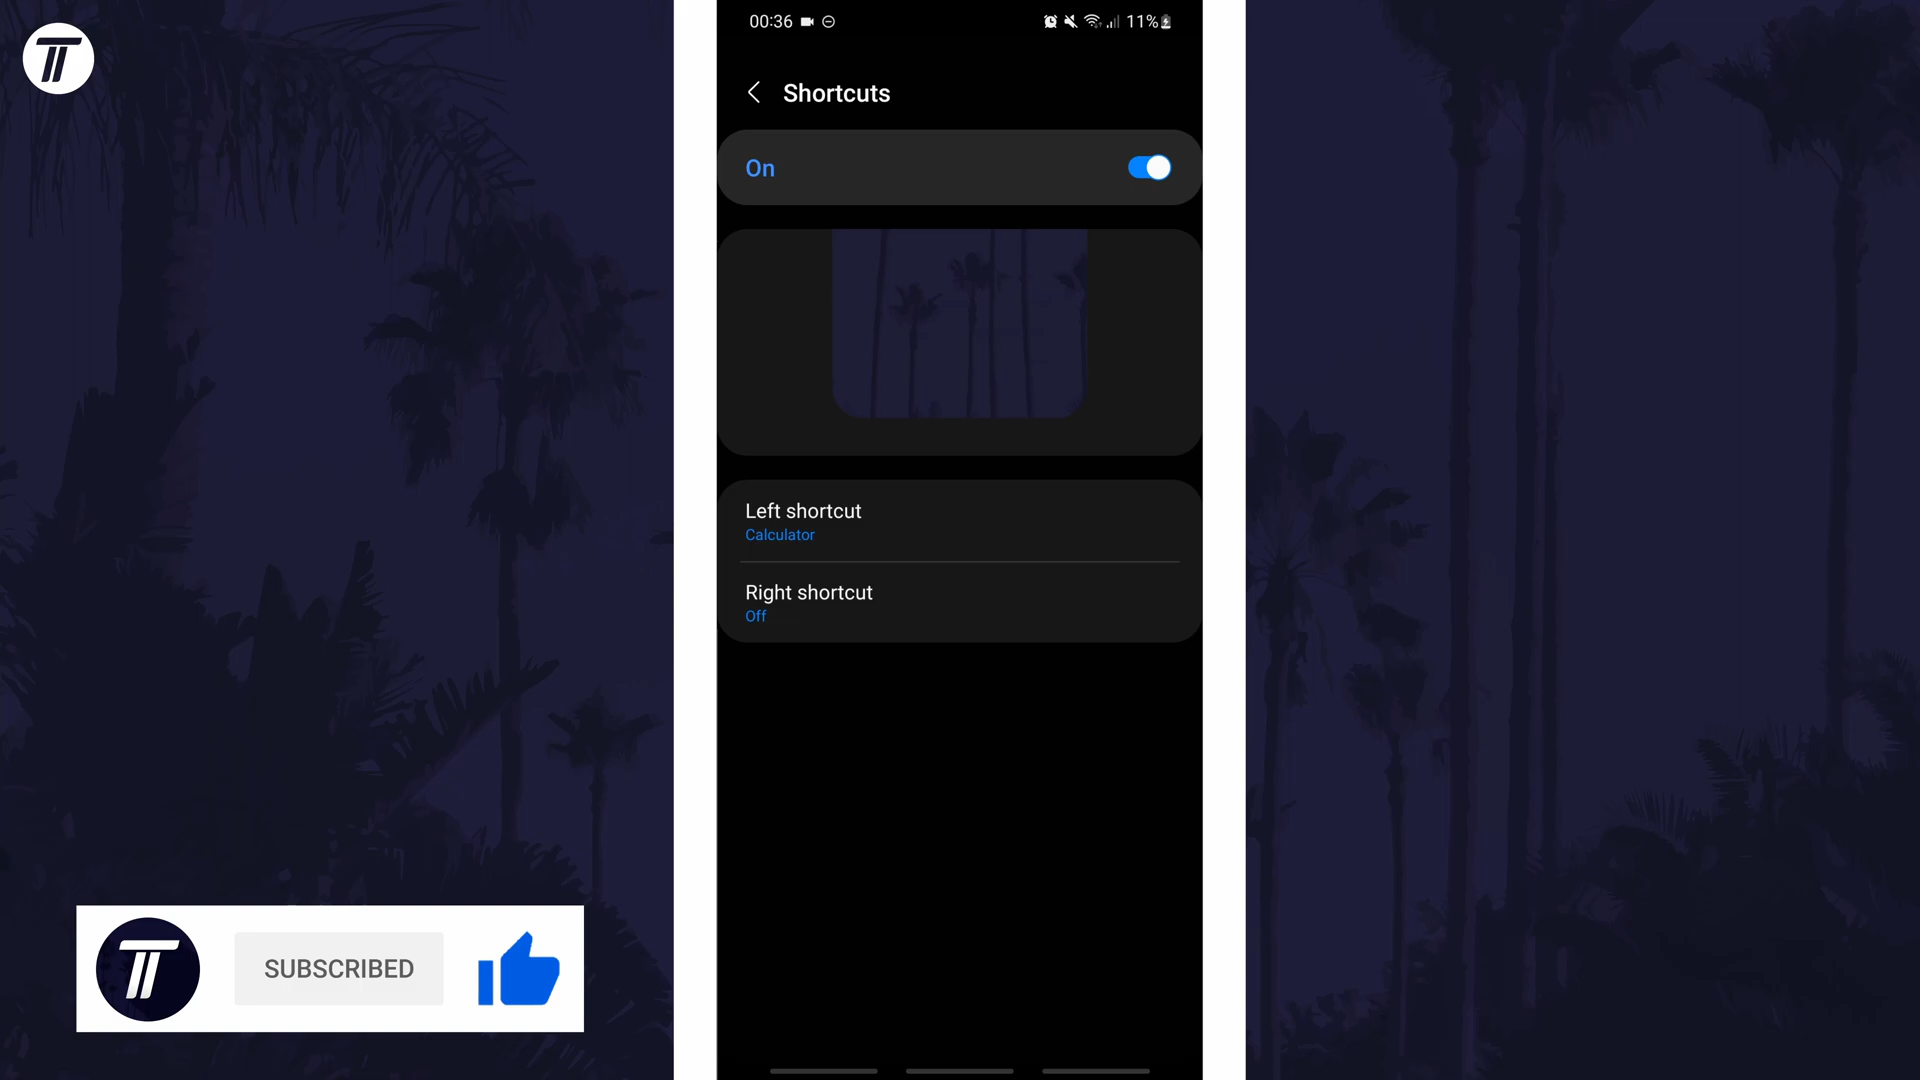 00:36
11%
Shortcuts
On
Left shortcut
Calculator
Right shortcut
Off
SUBSCRIBED